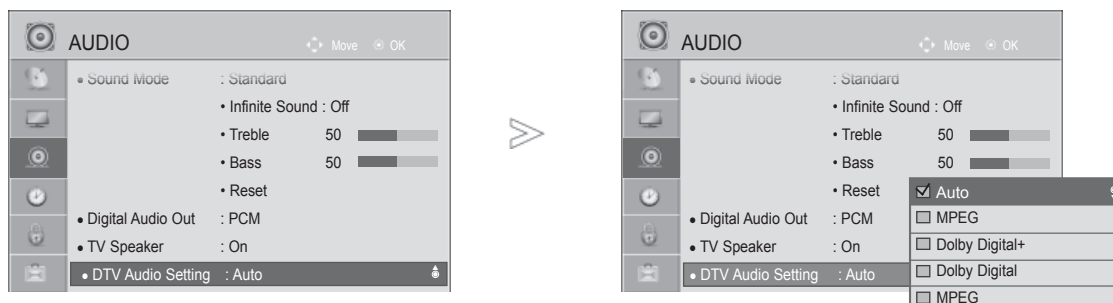 AUDIO
Move OK
• Sound Mode : Standard
• Infinite Sound : Off
• Treble 50
• Bass 50
• Reset
• Digital Audio Out : PCM
• TV Speaker : On
• DTV Audio Setting : Auto
AUDIO
Move OK
• Sound Mode : Standard
• Infinite Sound : Off
• Treble 50
• Bass 50
• Reset
• Digital Audio Out : PCM
• TV Speaker : On
• DTV Audio Setting : Auto
Auto
MPEG
Dolby Digital+
Dolby Digital
MPEG